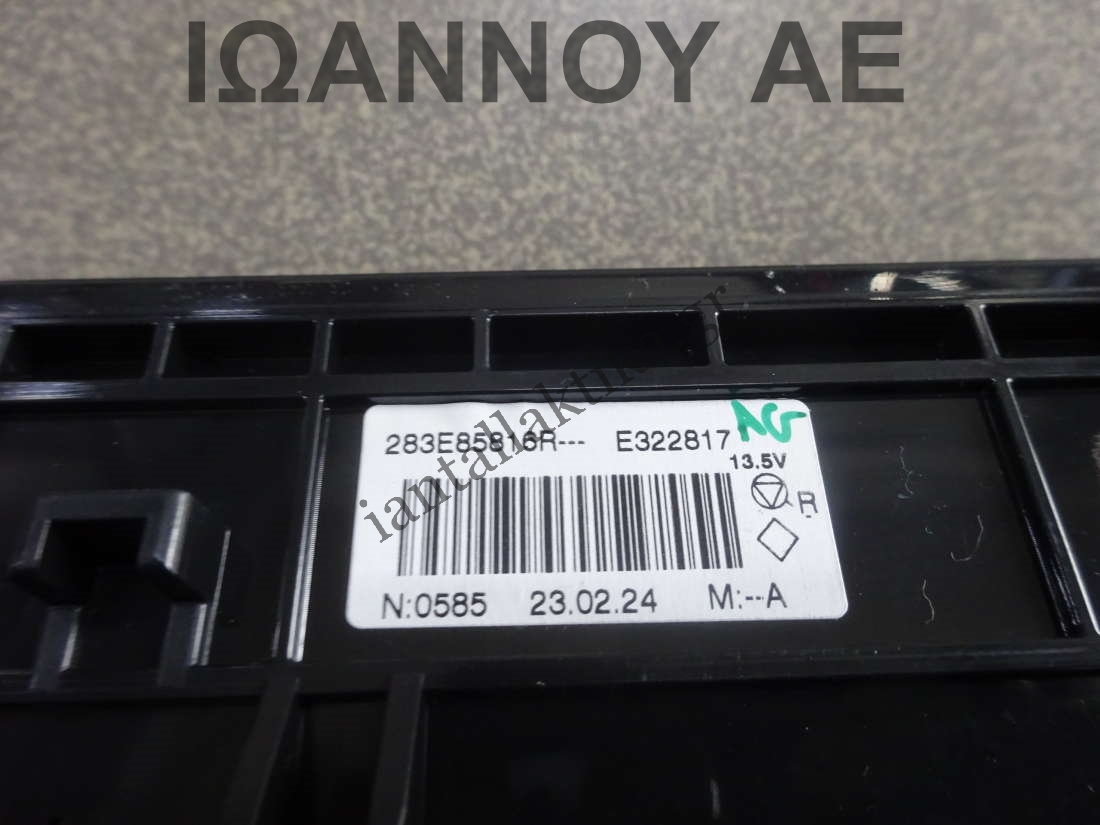 ΙΩΑΝΝΟΥ ΑΕ
283E85816R--- E322817
AG
13.5V
R
N:0585 23.02.24 M:--A